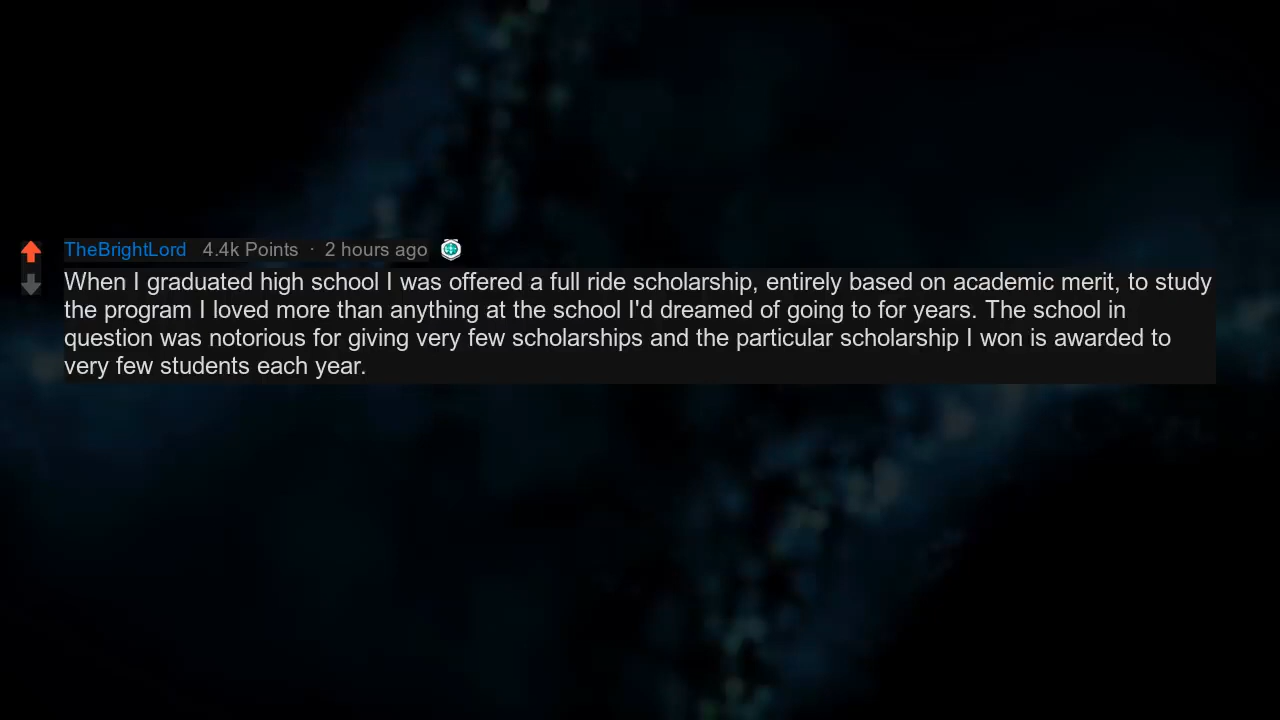 TheBrightLord 4.4k Points · 2 hours ago
When I graduated high school I was offered a full ride scholarship, entirely based on academic merit, to study
the program I loved more than anything at the school I'd dreamed of going to for years. The school in
question was notorious for giving very few scholarships and the particular scholarship I won is awarded to
very few students each year.